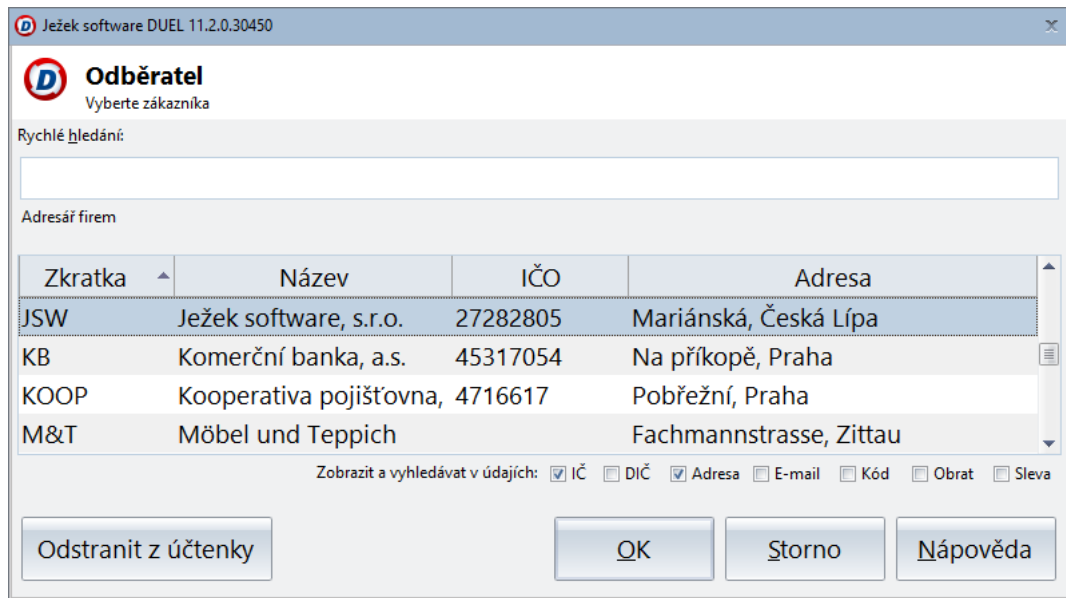 Ježek software DUEL 11.2.0.30450
Odběratel
Vyberte zákazníka
Rychlé hledání:
Adresář firem
Zkratka Název IČO Adresa
JSW Ježek software, s.r.o. 27282805 Mariánská, Česká Lípa
KB Komerční banka, a.s. 45317054 Na příkopě, Praha
KOOP Kooperativa pojišťovna, 4716617 Pobřežní, Praha
M&T Möbel und Teppich Fachmannstrasse, Zittau
Zobrazit a vyhledávat v údajích: IČ DIČ Adresa E-mail Kód Obrat Sleva
Odstranit z účtenky OK Storno Nápověda